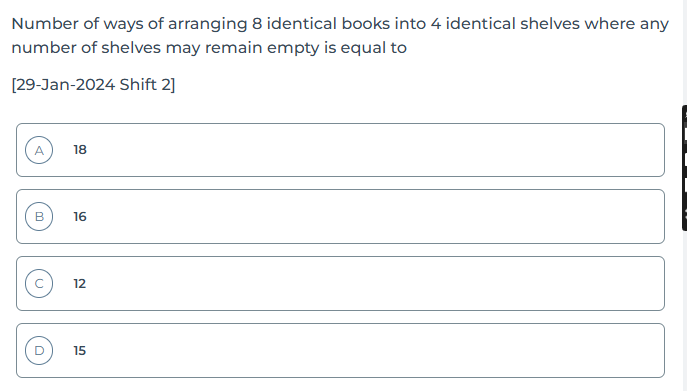 Number of ways of arranging 8 identical books into 4 identical shelves where any
number of shelves may remain empty is equal to
[29-Jan-2024 Shift 2]
A 18
B 16
C 12
D 15